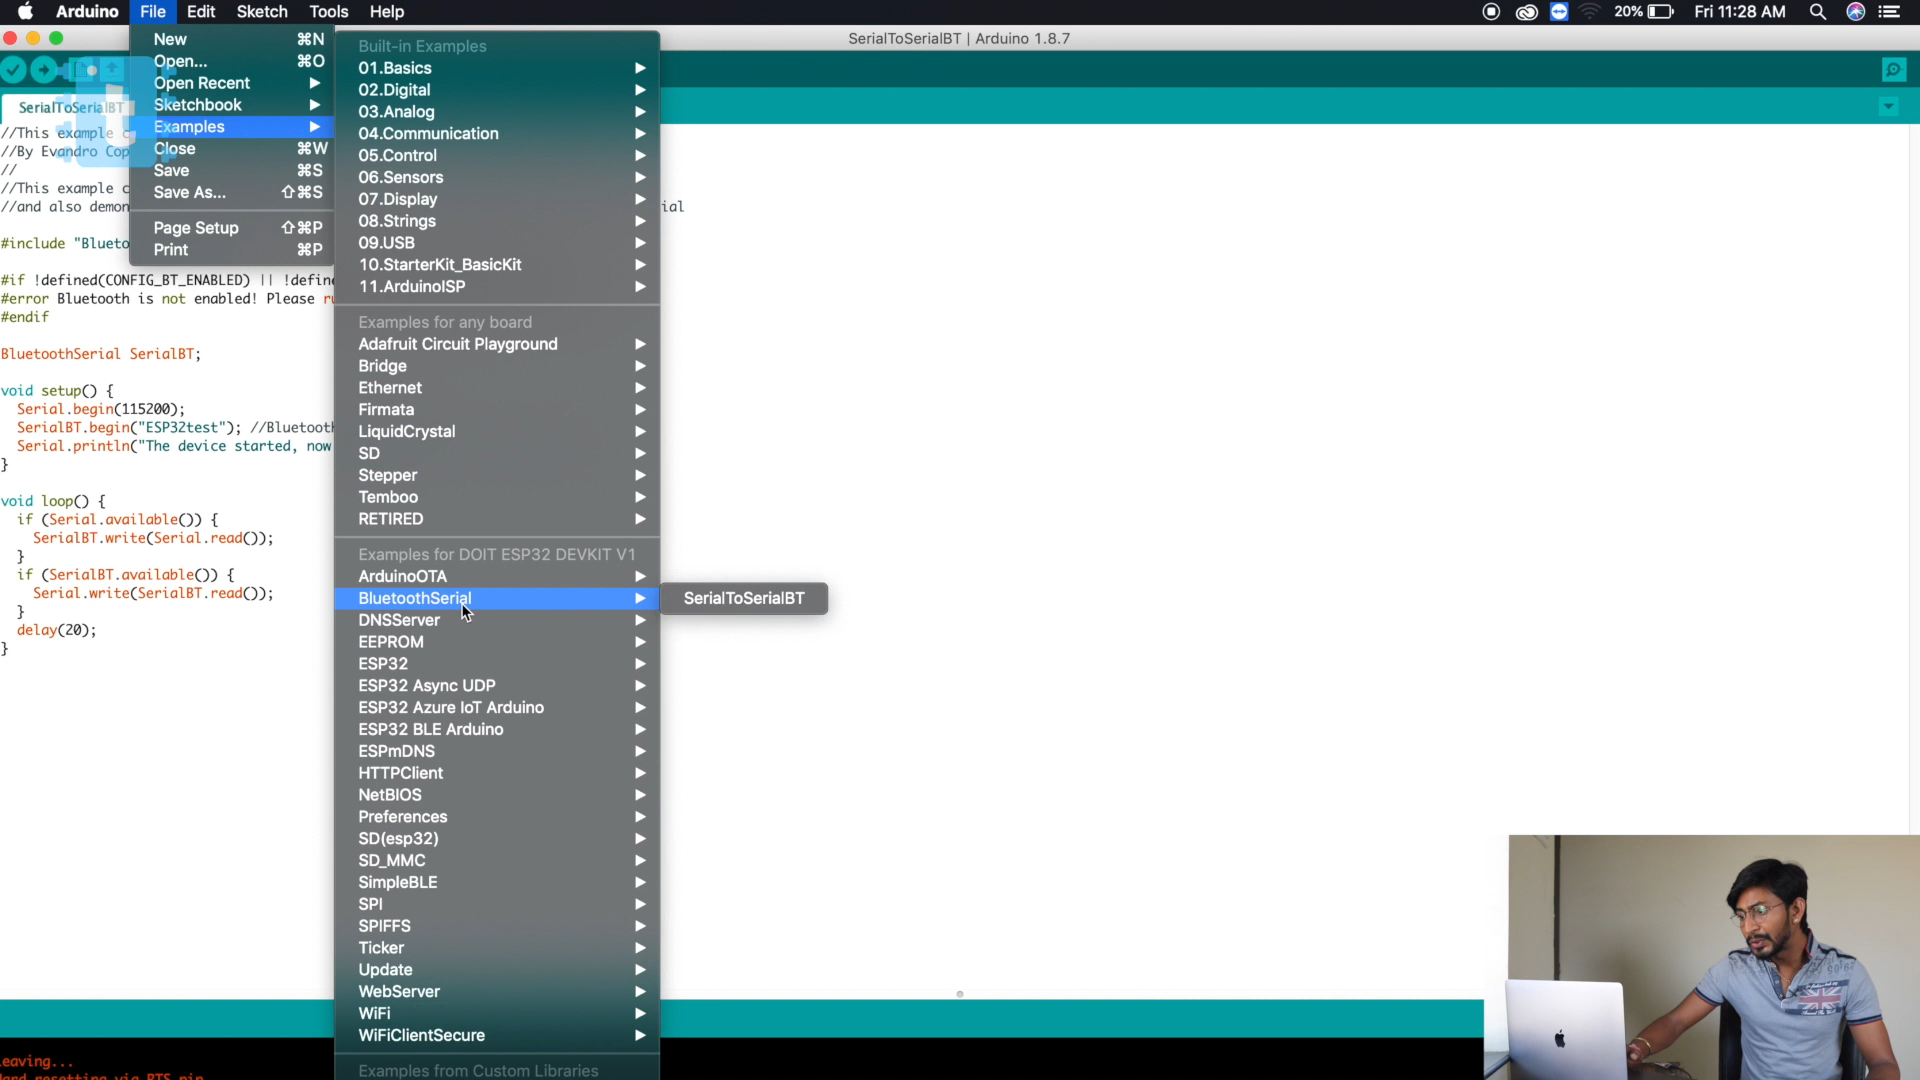 Arduino File Edit Sketch Tools Help 20% Fri 11:28 AM
SerialToSerialBT | Arduino 1.8.7
New ⌘N
Open... ⌘O
Open Recent ▶
Sketchbook ▶
Examples ▶
Close ⌘W
Save ⌘S
Save As... ⇧⌘S
Page Setup ⇧⌘P
Print ⌘P
Built-in Examples
01.Basics ▶
02.Digital ▶
03.Analog ▶
04.Communication ▶
05.Control ▶
06.Sensors ▶
07.Display ▶
08.Strings ▶
09.USB ▶
10.StarterKit_BasicKit ▶
11.ArduinoISP ▶
Examples for any board
Adafruit Circuit Playground ▶
Bridge ▶
Ethernet ▶
Firmata ▶
LiquidCrystal ▶
SD ▶
Stepper ▶
Temboo ▶
RETIRED ▶
Examples for DOIT ESP32 DEVKIT V1
ArduinoOTA ▶
BluetoothSerial ▶
DNSServer ▶
EEPROM ▶
ESP32 ▶
ESP32 Async UDP ▶
ESP32 Azure IoT Arduino ▶
ESP32 BLE Arduino ▶
ESPmDNS ▶
HTTPClient ▶
NetBIOS ▶
Preferences ▶
SD(esp32) ▶
SD_MMC ▶
SimpleBLE ▶
SPI ▶
SPIFFS ▶
Ticker ▶
Update ▶
WebServer ▶
WiFi ▶
WiFiClientSecure ▶
Examples from Custom Libraries
SerialToSerialBT
SerialToSerialBT
//This example c
//By Evandro Cop
//
//This example c
//and also demon ial
#include "Blueto
#if !defined(CONFIG_BT_ENABLED) || !define
#error Bluetooth is not enabled! Please ru
#endif
BluetoothSerial SerialBT;
void setup() {
Serial.begin(115200);
SerialBT.begin("ESP32test"); //Bluetooth
Serial.println("The device started, now
}
void loop() {
if (Serial.available()) {
SerialBT.write(Serial.read());
}
if (SerialBT.available()) {
Serial.write(SerialBT.read());
}
delay(20);
}
eaving...
resetting via RTS pin